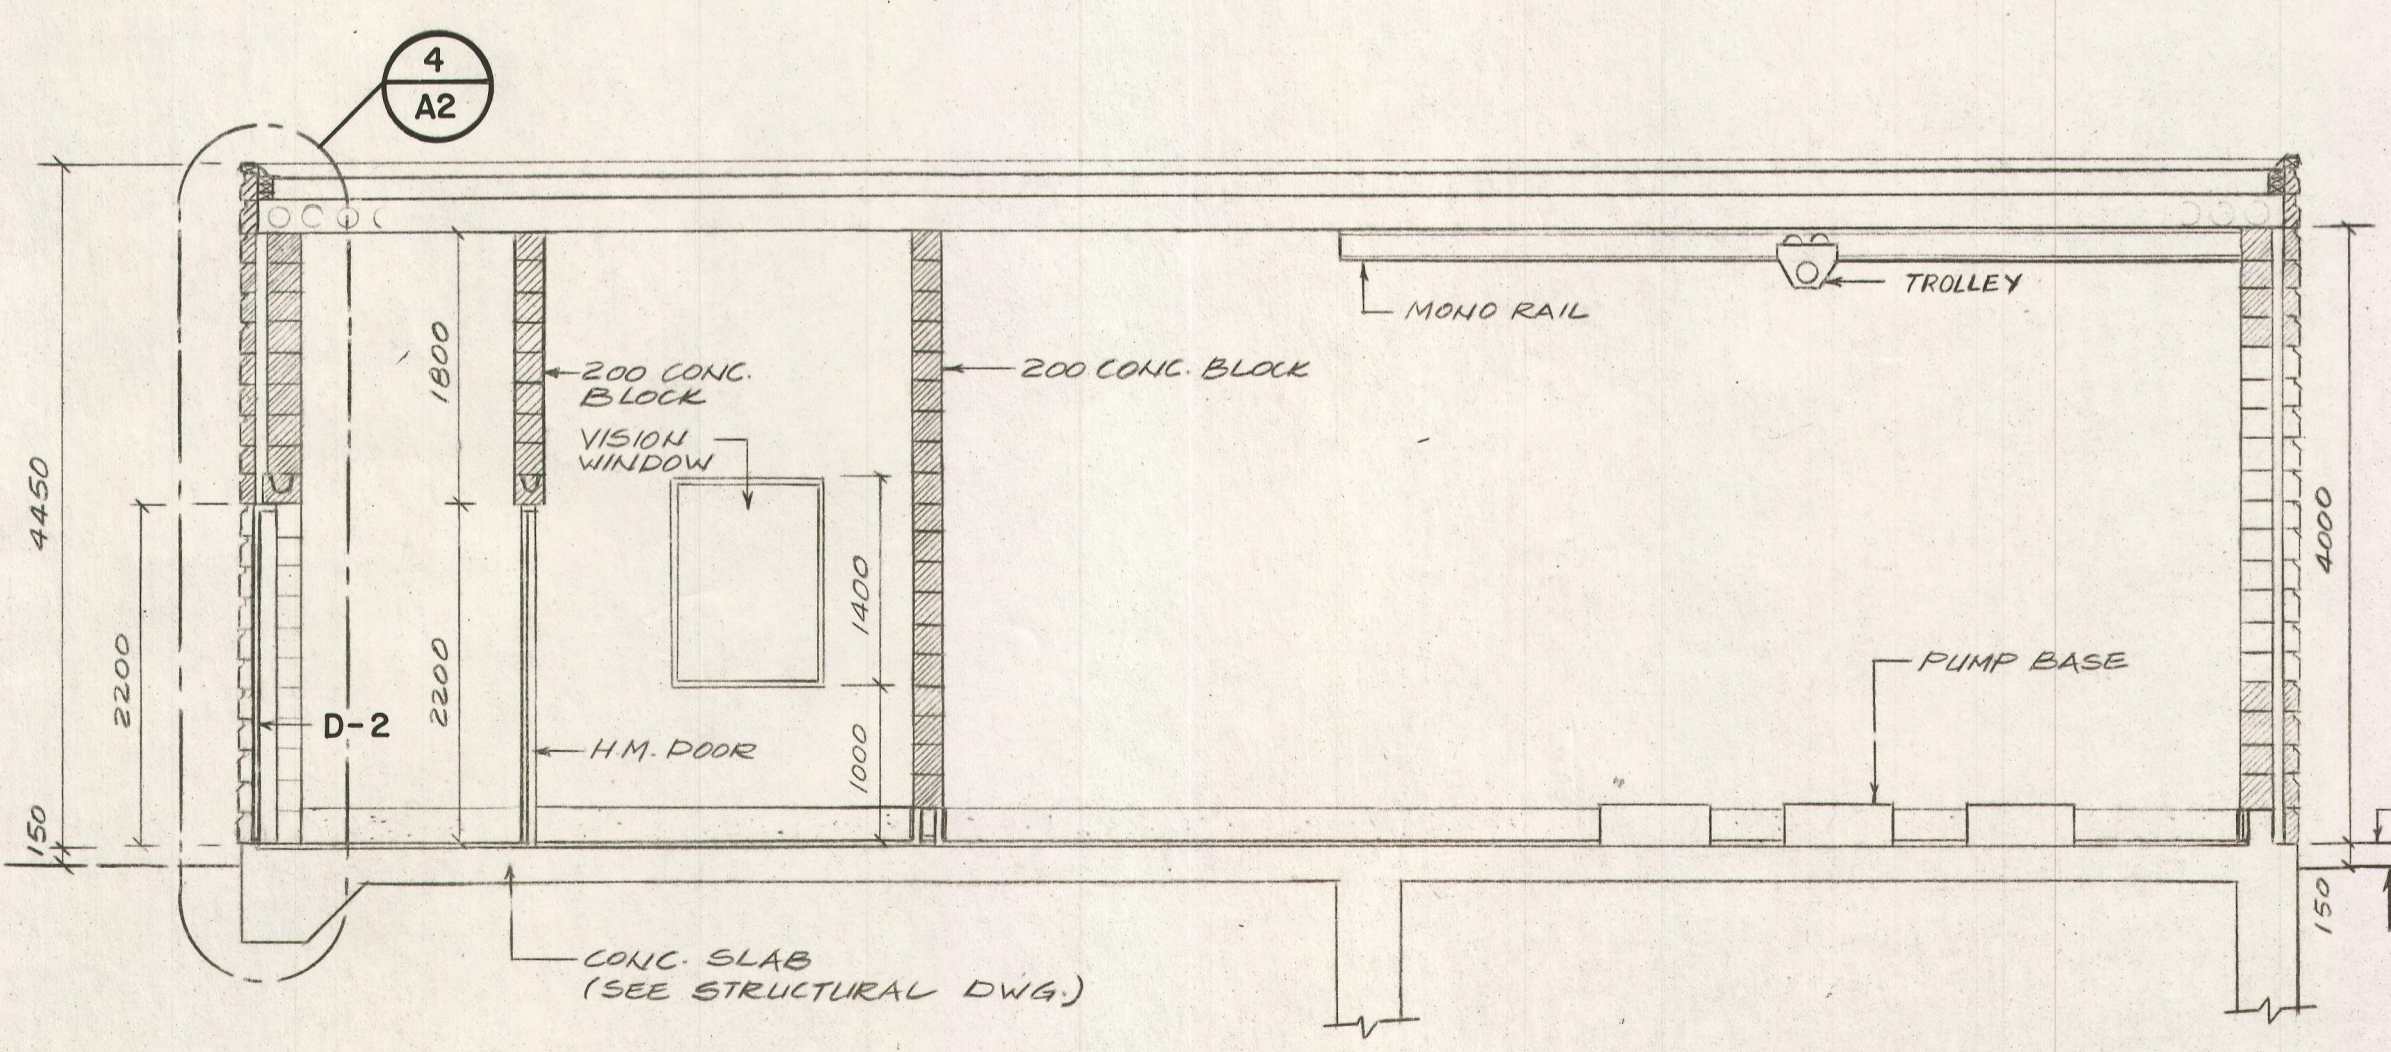 4
A2
TROLLEY
MONO RAIL
1800
200 CONC.
BLOCK
200 CONC. BLOCK
VISION
WINDOW
4450
4000
1400
2200
2200
PUMP BASE
D-2
H.M. DOOR
1000
150
150
CONC. SLAB
(SEE STRUCTURAL DWG.)